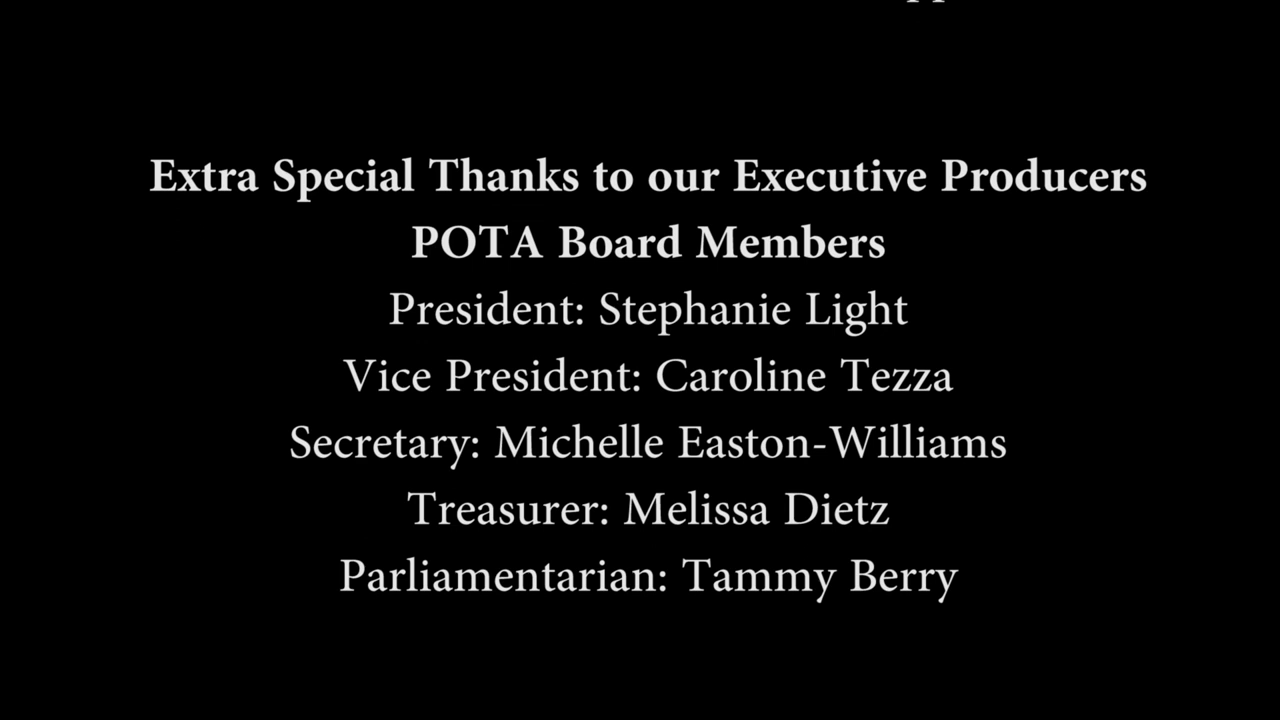 Extra Special Thanks to our Executive Producers
POTA Board Members
President: Stephanie Light
Vice President: Caroline Tezza
Secretary: Michelle Easton-Williams
Treasurer: Melissa Dietz
Parliamentarian: Tammy Berry